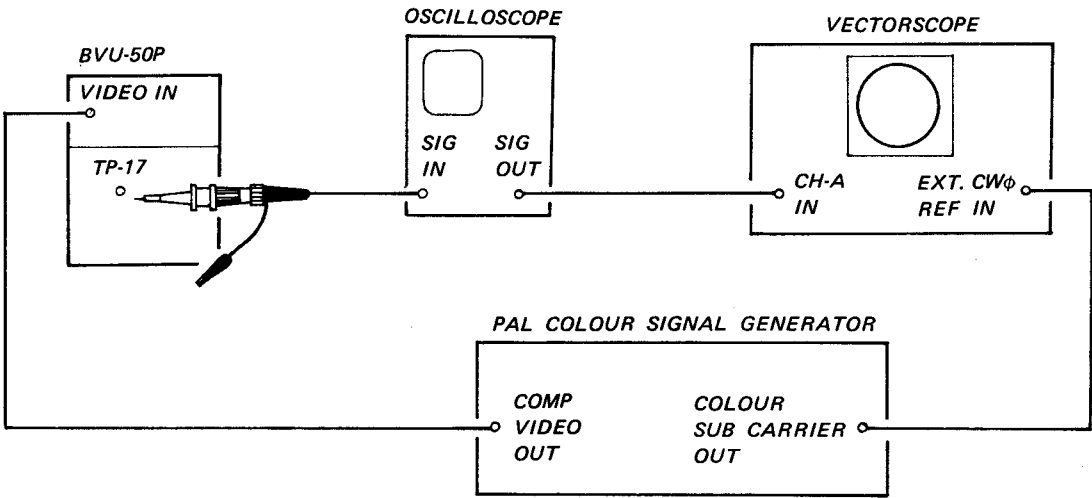 OSCILLOSCOPE
VECTORSCOPE
BVU-50P
VIDEO IN
TP-17
SIG
IN
SIG
OUT
CH-A
IN
EXT. CWφ
REF IN
PAL COLOUR SIGNAL GENERATOR
COMP
VIDEO
OUT
COLOUR
SUB CARRIER
OUT